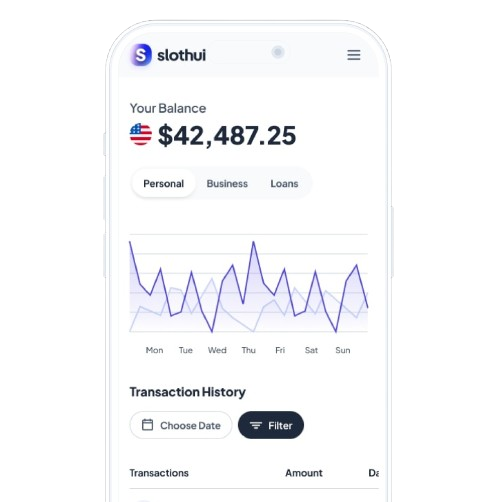 S slothui
Your Balance
$42,487.25
Personal Business Loans
Mon Tue Wed Thu Fri Sat Sun
Transaction History
Choose Date Filter
Transactions Amount Da